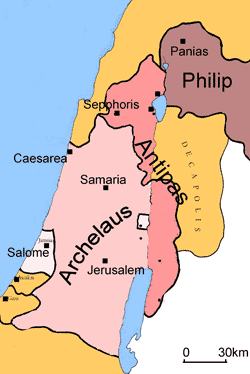 Panias
Philip
Sepphoris
Antipas
Caesarea
DECAPOLIS
Samaria
Archelaus
Salome
Jerusalem
0 30km